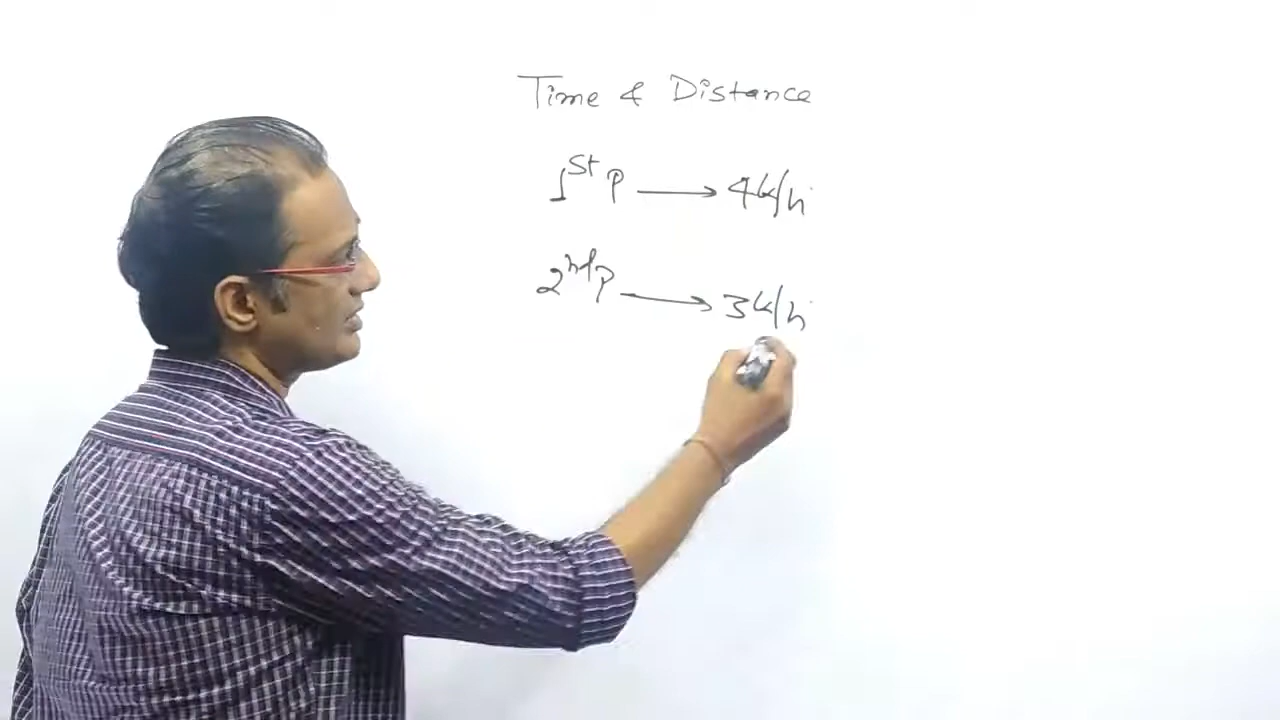 Time & Distance
1st P → 4k/h
2nd P → 3k/h